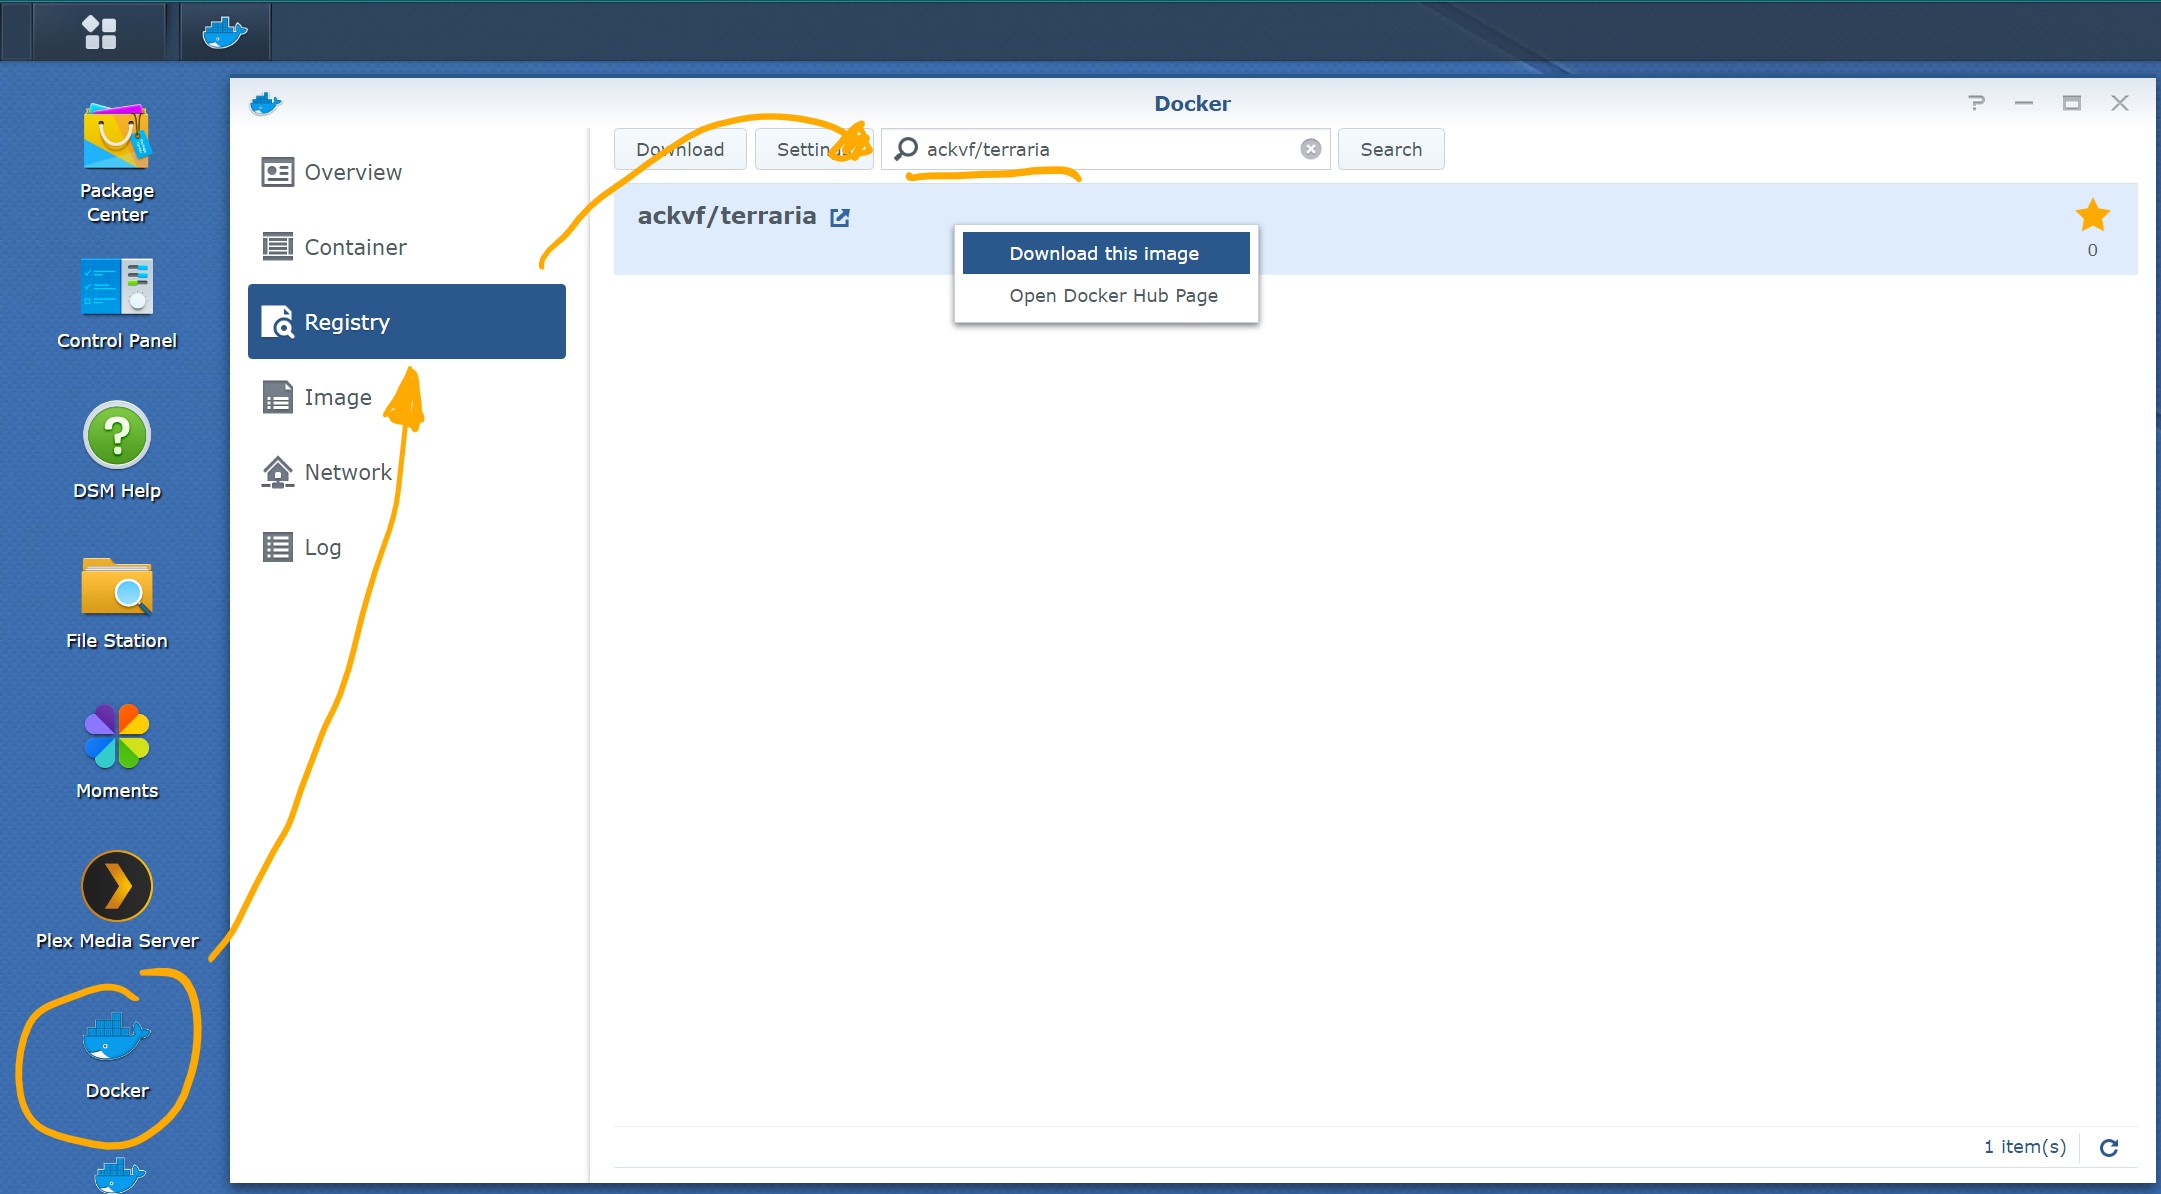 Package
Center
Control Panel
DSM Help
File Station
Moments
Plex Media Server
Docker
Docker
Overview
Container
Registry
Image
Network
Log
Download
ackvf/terraria
Search
ackvf/terraria
0
Download this image
Open Docker Hub Page
1 item(s)